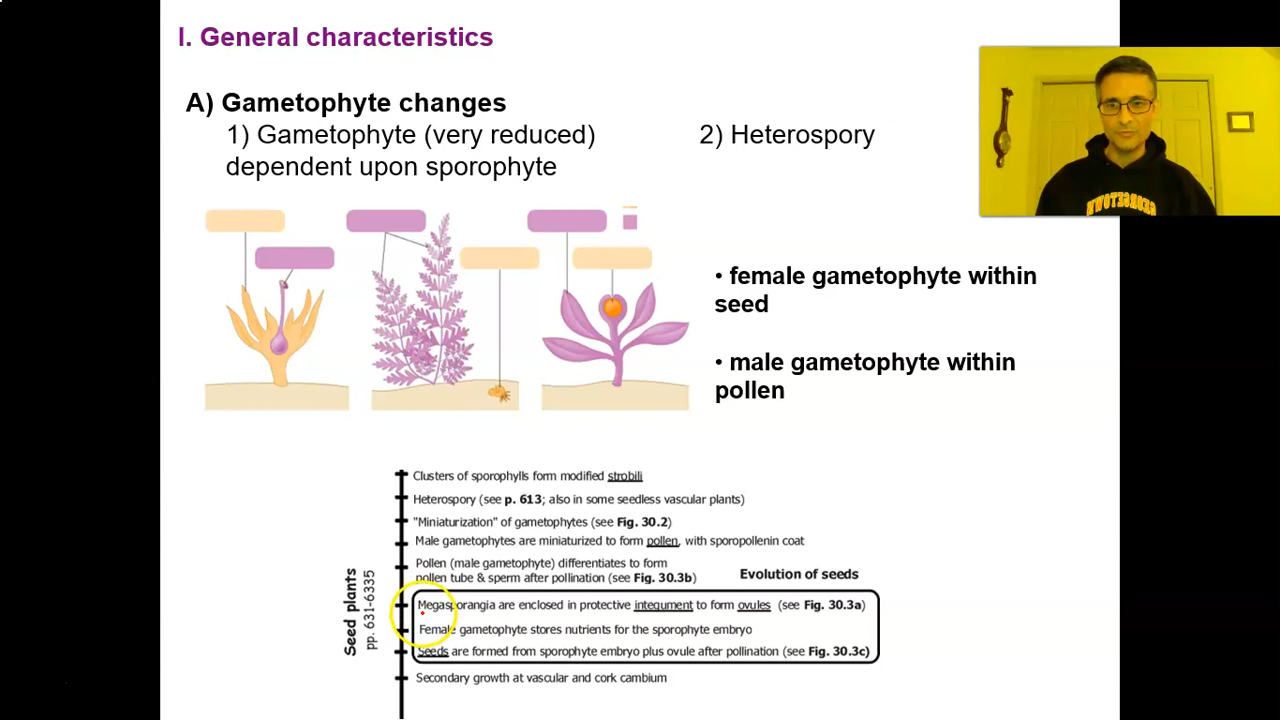 I. General characteristics
A) Gametophyte changes
1) Gametophyte (very reduced)
dependent upon sporophyte
2) Heterospory
GEORGETOWN
• female gametophyte within
seed
• male gametophyte within
pollen
Clusters of sporophylls form modified strobili
Heterospory (see p. 613; also in some seedless vascular plants)
"Miniaturization" of gametophytes (see Fig. 30.2)
Male gametophytes are miniaturized to form pollen, with sporopollenin coat
Pollen (male gametophyte) differentiates to form
pollen tube & sperm after pollination (see Fig. 30.3b)
Evolution of seeds
Megasporangia are enclosed in protective integument to form ovules (see Fig. 30.3a)
Female gametophyte stores nutrients for the sporophyte embryo
Seeds are formed from sporophyte embryo plus ovule after pollination (see Fig. 30.3c)
Secondary growth at vascular and cork cambium
Seed plants
pp. 631-6335